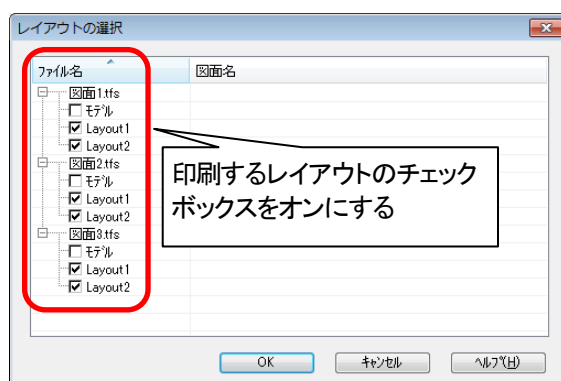 レイアウトの選択
ファイル名 図面名
図面1.tfs
モデル
Layout1
Layout2
図面2.tfs
モデル
Layout1
Layout2
図面3.tfs
モデル
Layout1
Layout2
印刷するレイアウトのチェック
ボックスをオンにする
OK キャンセル ヘルプ(H)